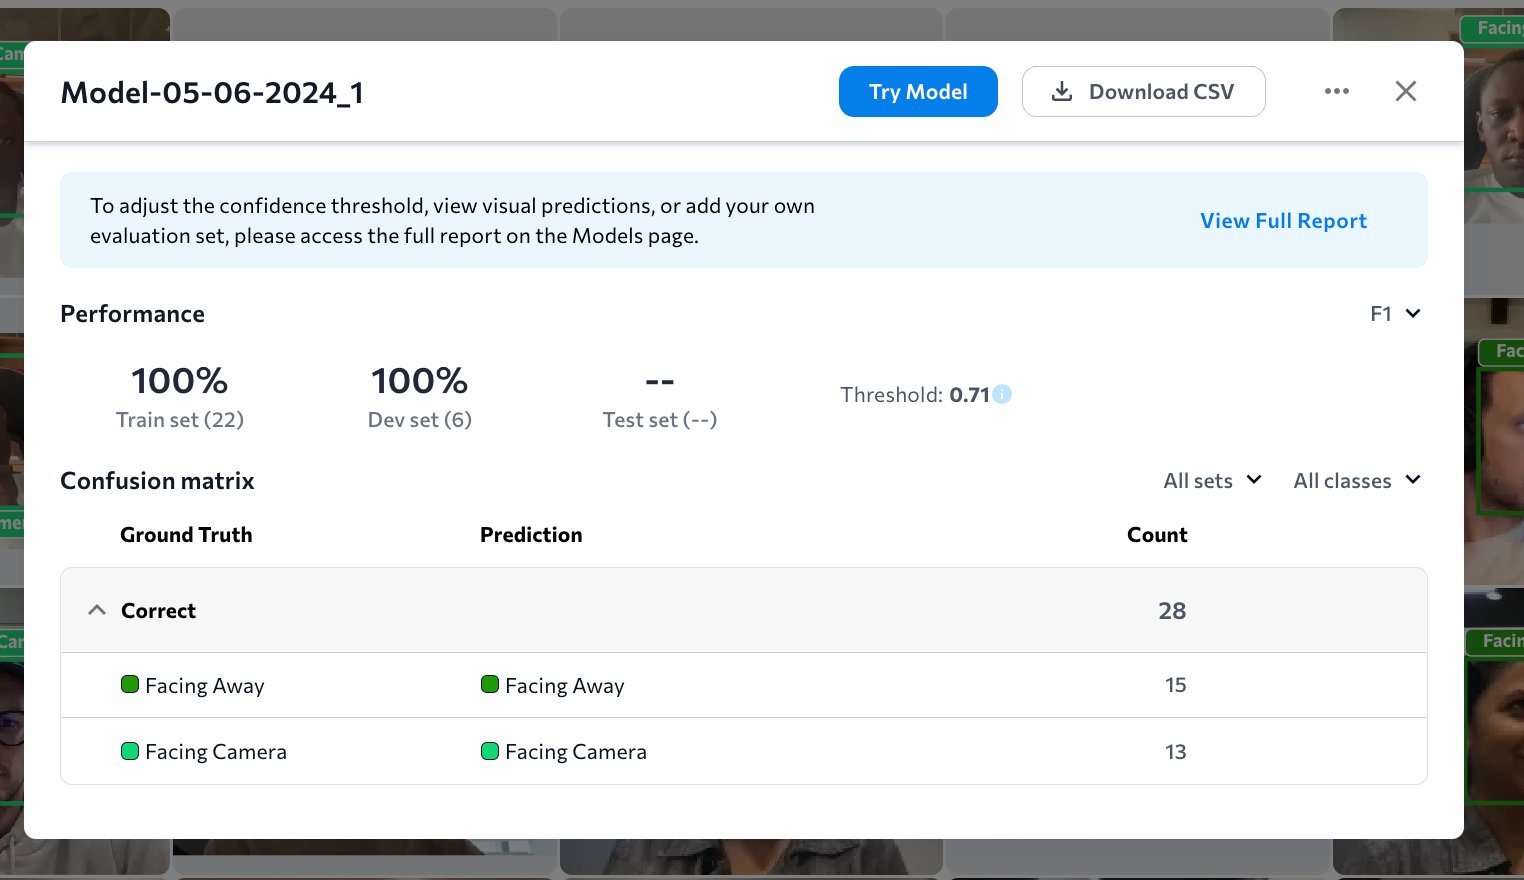 Facing
Model-05-06-2024_1
Try Model
Download CSV
To adjust the confidence threshold, view visual predictions, or add your own
evaluation set, please access the full report on the Models page.
View Full Report
Performance
F1
100%
100%
--
Train set (22)
Dev set (6)
Test set (--)
Threshold: 0.71
Confusion matrix
All sets
All classes
Ground Truth
Prediction
Count
Correct
28
Facing Away
Facing Away
15
Facing Camera
Facing Camera
13